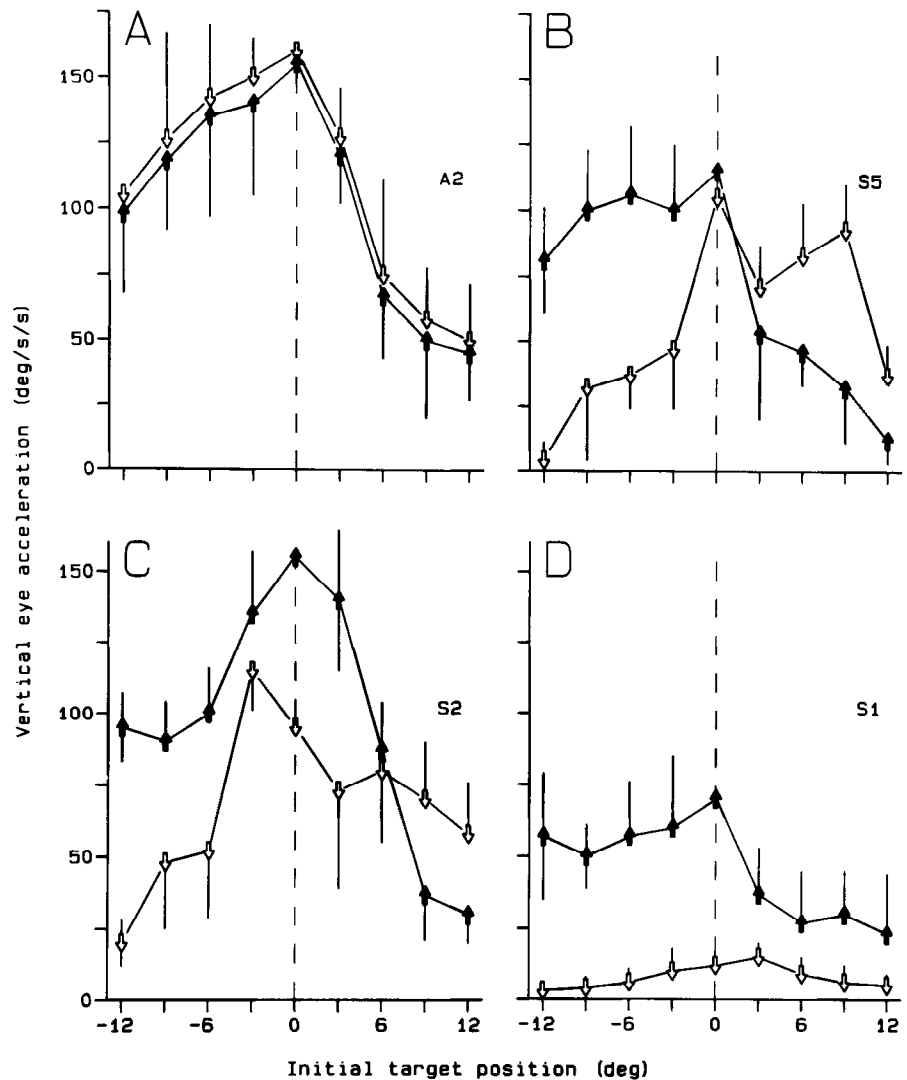 A
B
150
100
50
0
A2
S5
Vertical eye acceleration (deg/s/s)
C
D
150
100
50
0
S2
S1
-12 -6 0 6 12
-12 -6 0 6 12
Initial target position (deg)